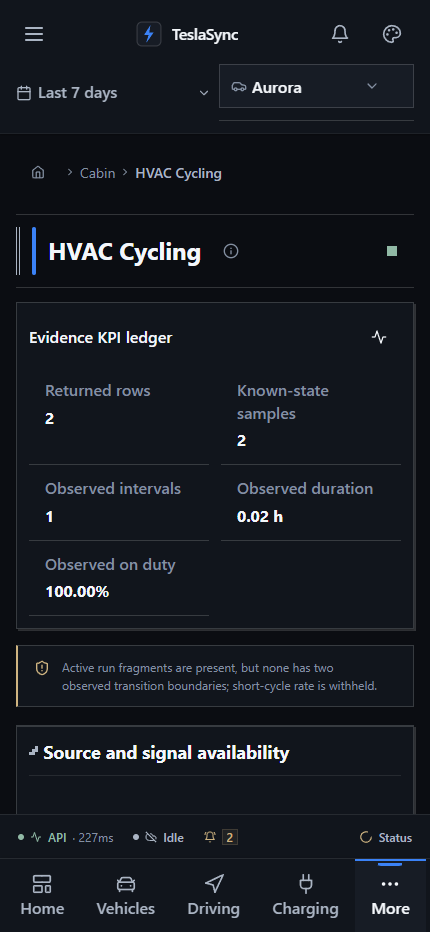 TeslaSync
Last 7 days
Aurora
Cabin
HVAC Cycling
HVAC Cycling
Evidence KPI ledger
Returned rows
2
Known-state
samples
2
Observed intervals
1
Observed duration
0.02 h
Observed on duty
100.00%
Active run fragments are present, but none has two
observed transition boundaries; short-cycle rate is withheld.
Source and signal availability
API · 227ms
Idle
2
Status
Home
Vehicles
Driving
Charging
More